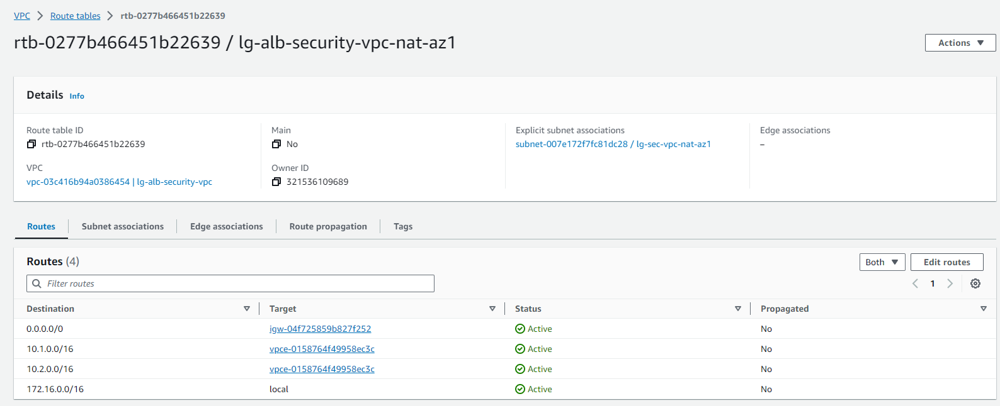 VPC > Route tables > rtb-0277b466451b22639
rtb-0277b466451b22639 / lg-alb-security-vpc-nat-az1
Actions
Details Info
Route table ID
rtb-0277b466451b22639
Main
No
Explicit subnet associations
subnet-007e172f7fc81dc28 / lg-sec-vpc-nat-az1
Edge associations
–
VPC
vpc-03c416b94a0386454 | lg-alb-security-vpc
Owner ID
321536109689
Routes Subnet associations Edge associations Route propagation Tags
Routes (4)
Both Edit routes
Filter routes
1
Destination Target Status Propagated
0.0.0.0/0 igw-04f725859b827f252 Active No
10.1.0.0/16 vpce-0158764f49958ec3c Active No
10.2.0.0/16 vpce-0158764f49958ec3c Active No
172.16.0.0/16 local Active No